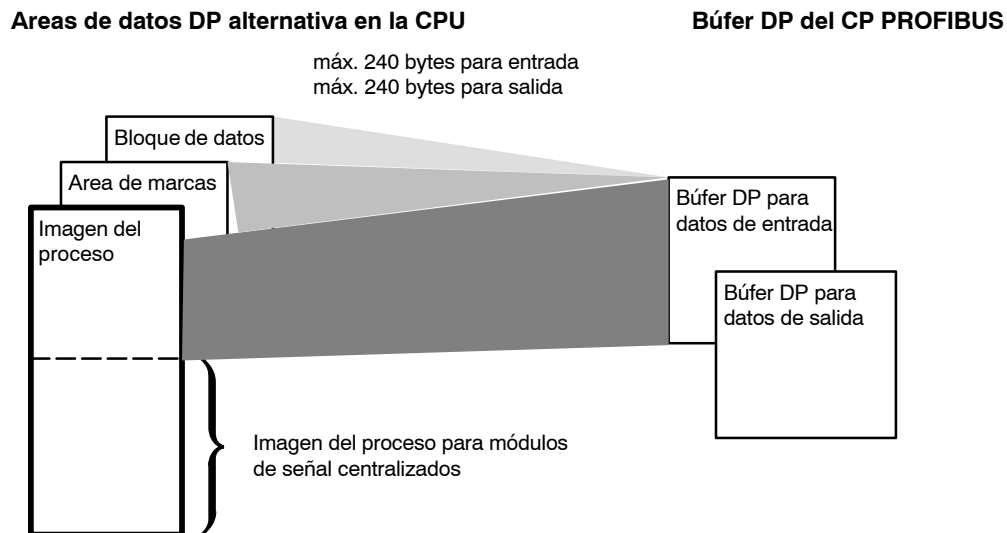 Areas de datos DP alternativa en la CPU
Búfer DP del CP PROFIBUS
máx. 240 bytes para entrada
máx. 240 bytes para salida
Bloque de datos
Area de marcas
Imagen del
proceso
Búfer DP para
datos de entrada
Búfer DP para
datos de salida
Imagen del proceso para módulos
de señal centralizados